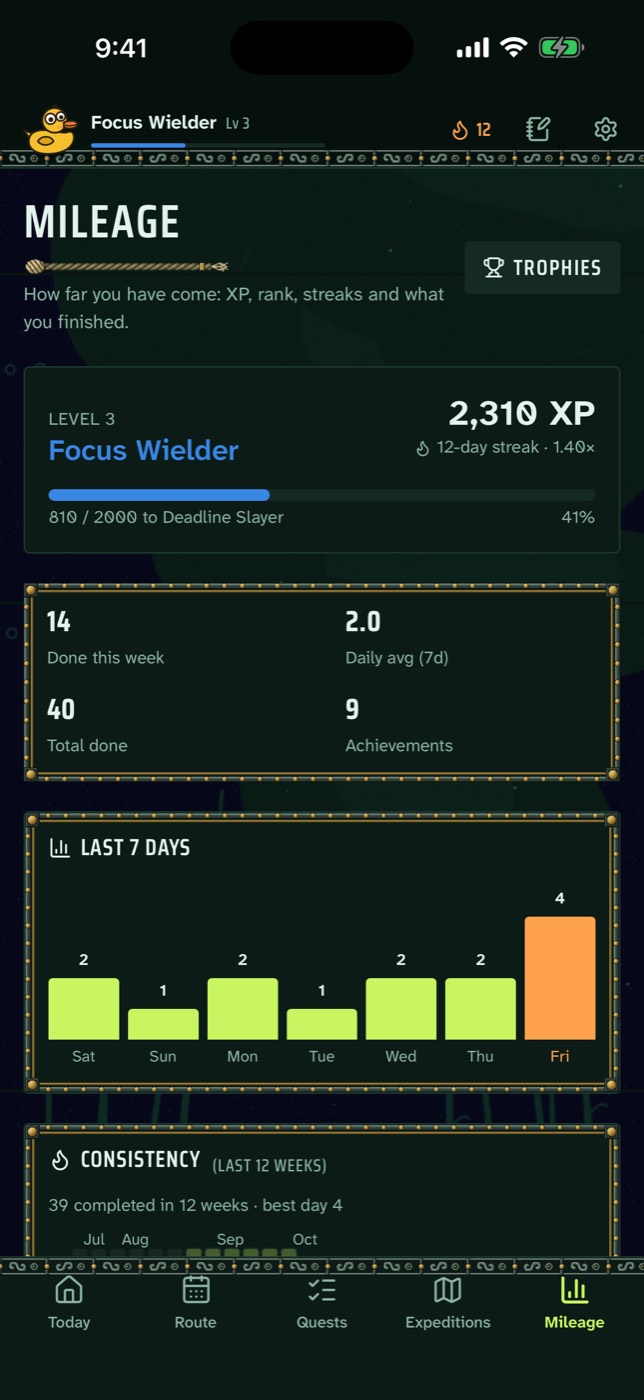 9:41
Focus Wielder Lv 3
12
MILEAGE
TROPHIES
How far you have come: XP, rank, streaks and what
you finished.
LEVEL 3
2,310 XP
Focus Wielder
12-day streak · 1.40×
810 / 2000 to Deadline Slayer
41%
14
2.0
Done this week
Daily avg (7d)
40
9
Total done
Achievements
LAST 7 DAYS
2 1 2 1 2 2 4
Sat Sun Mon Tue Wed Thu Fri
CONSISTENCY (LAST 12 WEEKS)
39 completed in 12 weeks · best day 4
Jul Aug Sep Oct
Today Route Quests Expeditions Mileage